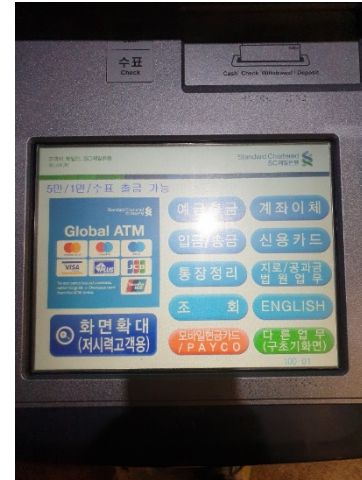 수표
Check
Cash Check Withdrawal·Deposit
Standard Chartered
SC제일은행
5만/1만/수표 출금 가능
Global ATM
VISA
PLUS
JCB
예금출금
계좌이체
입금/송금
신용카드
통장정리
지로/공과금
법원업무
조 회
ENGLISH
화면확대
(저시력고객용)
모바일현금카드
/ PAYCO
다른업무
(구초기화면)